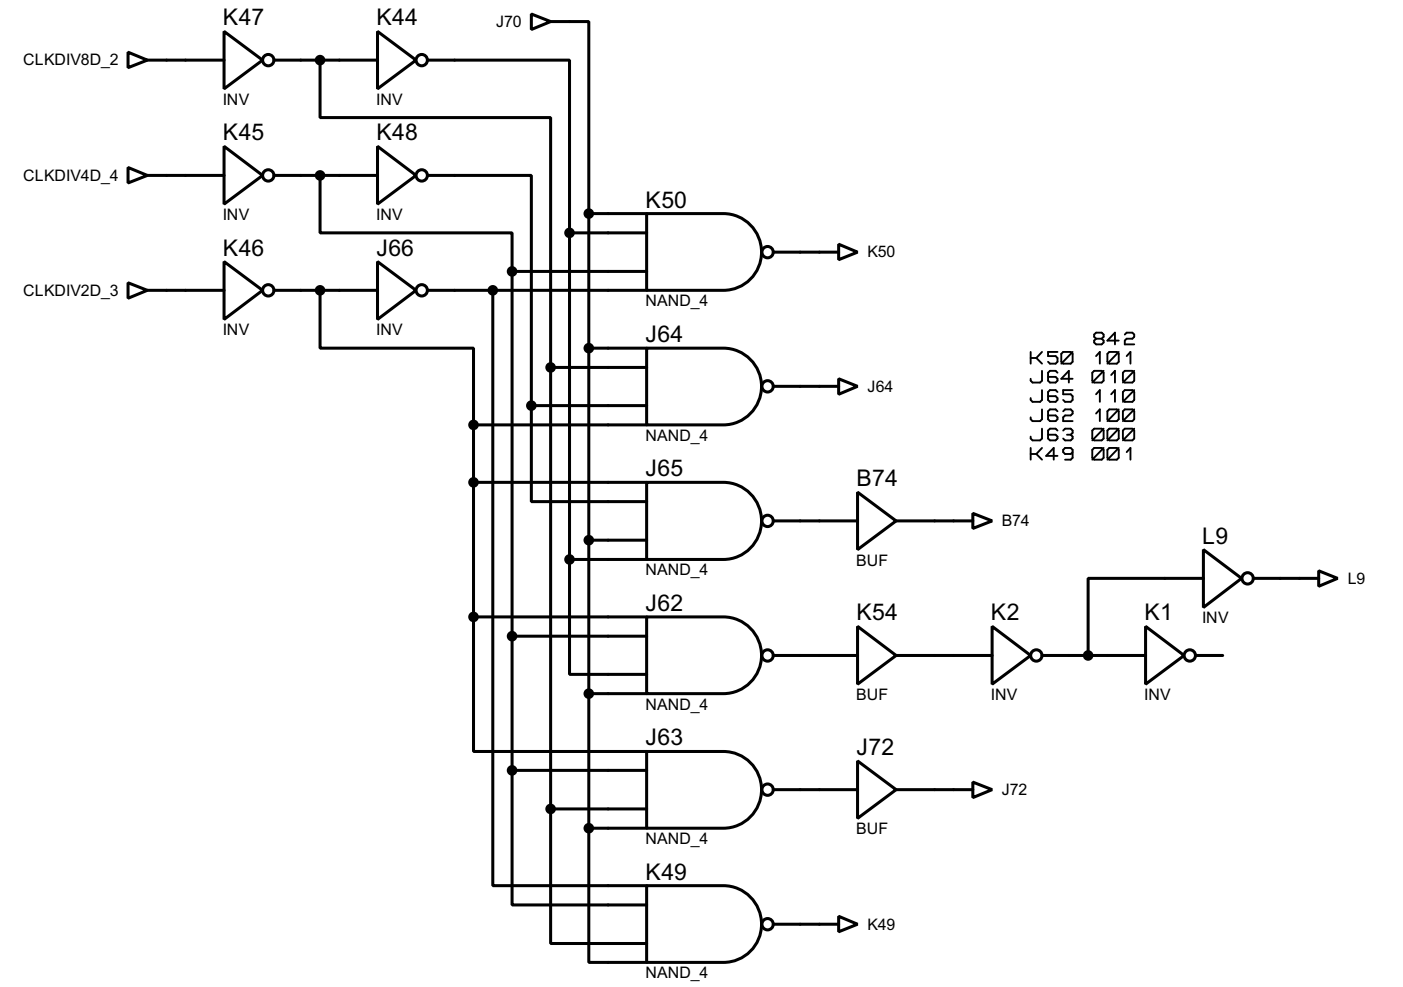 K47
K44
J70
CLKDIV8D_2
INV
INV
K45
K48
CLKDIV4D_4
INV
INV
K50
K50
NAND_4
K46
J66
CLKDIV2D_3
INV
INV
J64
J64
NAND_4
842
K50 101
J64 010
J65 110
J62 100
J63 000
K49 001
J65
NAND_4
B74
BUF
B74
L9
INV
L9
J62
NAND_4
K54
BUF
K2
INV
K1
INV
J63
NAND_4
J72
BUF
J72
K49
NAND_4
K49